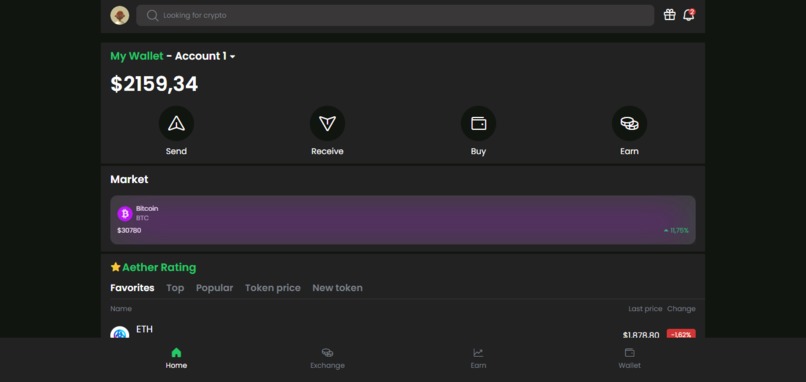 Looking for crypto
2
My Wallet - Account 1
$2159,34
Send Receive Buy Earn
Market
Bitcoin
BTC
$30780 11,75%
Aether Rating
Favorites Top Popular Token price New token
Name Last price Change
ETH
$1,878.80 -1,62%
Home Exchange Earn Wallet